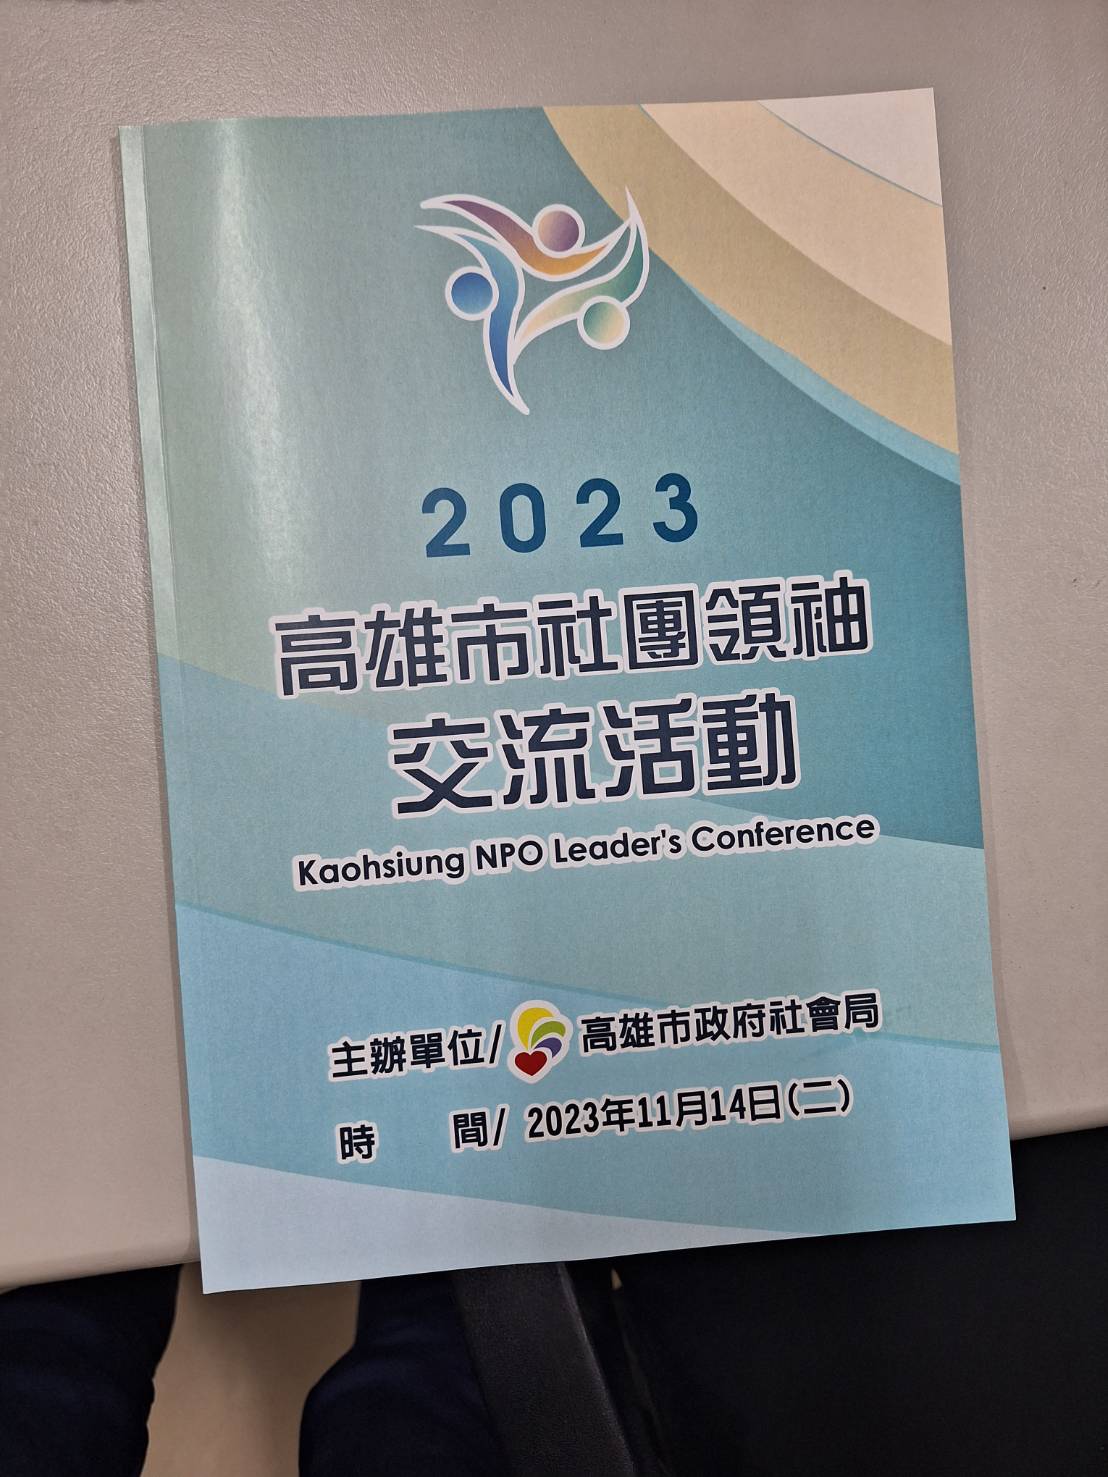 2023
高雄市社團領袖
交流活動
Kaohsiung NPO Leader's Conference
主辦單位/高雄市政府社會局
時 間/ 2023年11月14日(二)